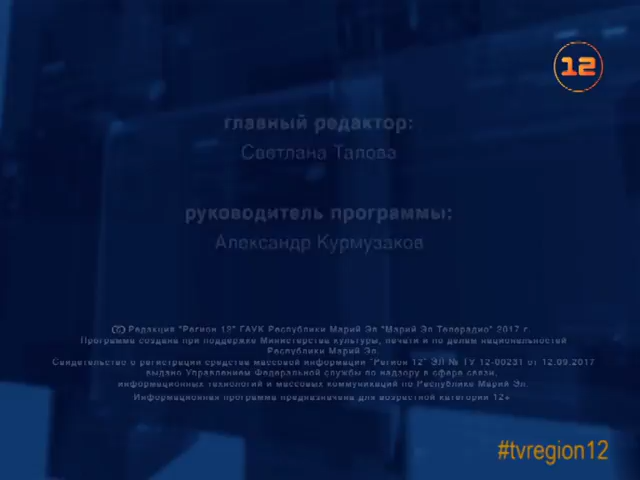 12
главный редактор:
Светлана Талова
руководитель программы:
Александр Курмузаков
© Редакция "Регион 12" ГАУК Республики Марий Эл "Марий Эл Телерадио" 2017 г.
Программа создана при поддержке Министерства культуры, печати и по делам национальностей
Республики Марий Эл.
Свидетельство о регистрации средства массовой информации "Регион 12" ЭЛ № ТУ 12-00231 от 12.09.2017
выдано Управлением Федеральной службы по надзору в сфере связи,
информационных технологий и массовых коммуникаций по Республике Марий Эл.
Информационная программа предназначена для возрастной категории 12+
#tvregion12